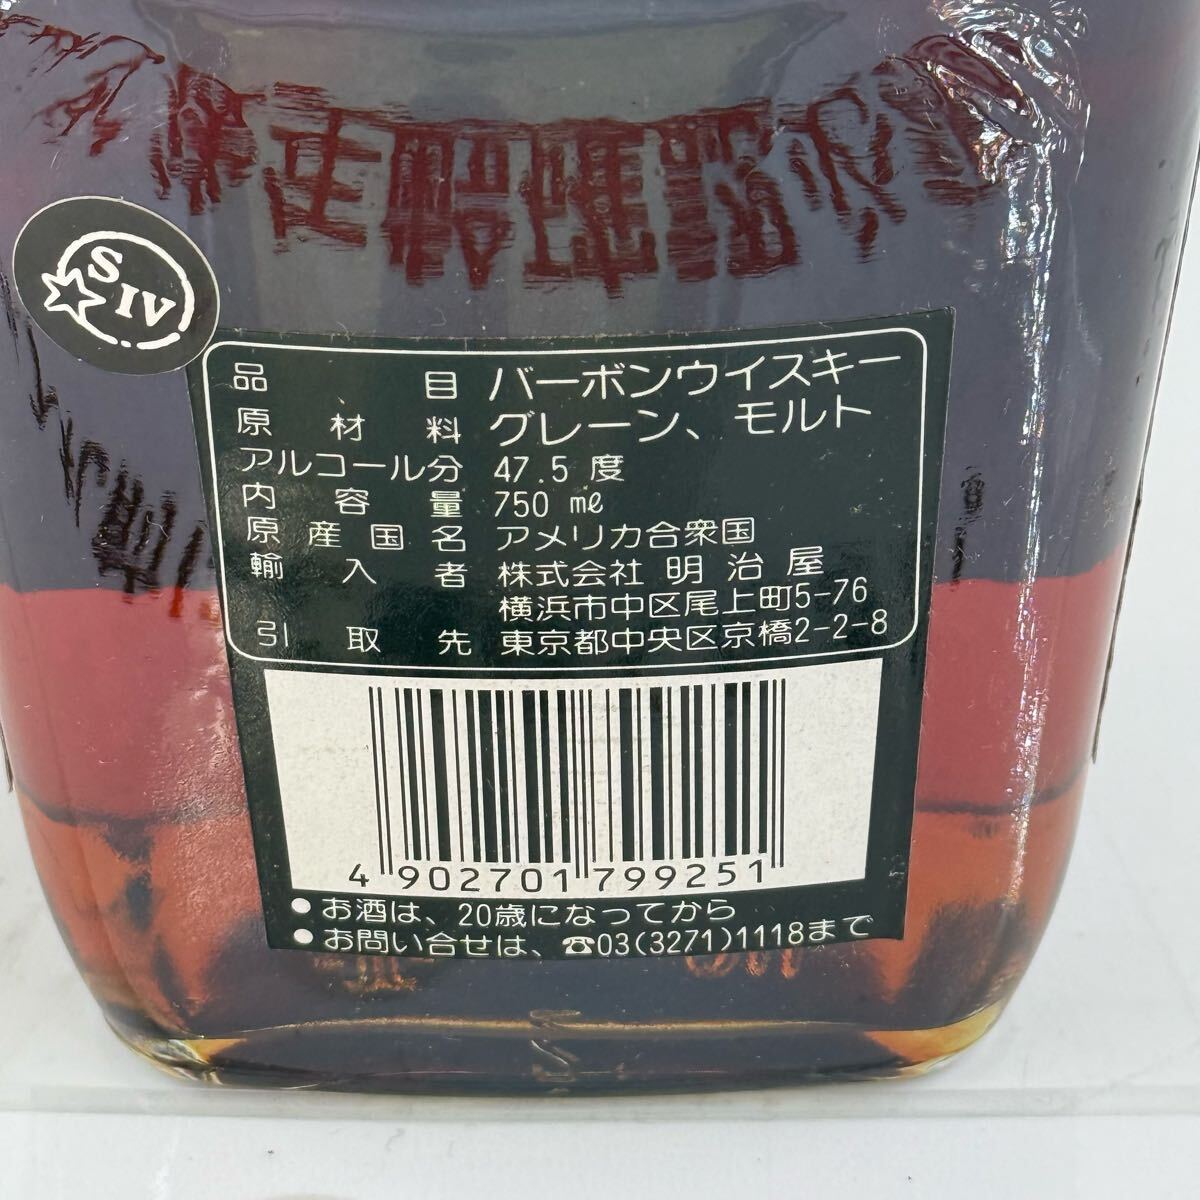 S IV
品目 バーボンウイスキー
原材料 グレーン、モルト
アルコール分 47.5 度
内容量 750 ㎖
原産国名 アメリカ合衆国
輸入者 株式会社 明治屋
横浜市中区尾上町5-76
引取先 東京都中央区京橋2-2-8
4 902701 799251
●お酒は、20歳になってから
●お問い合せは、☎03(3271)1118まで